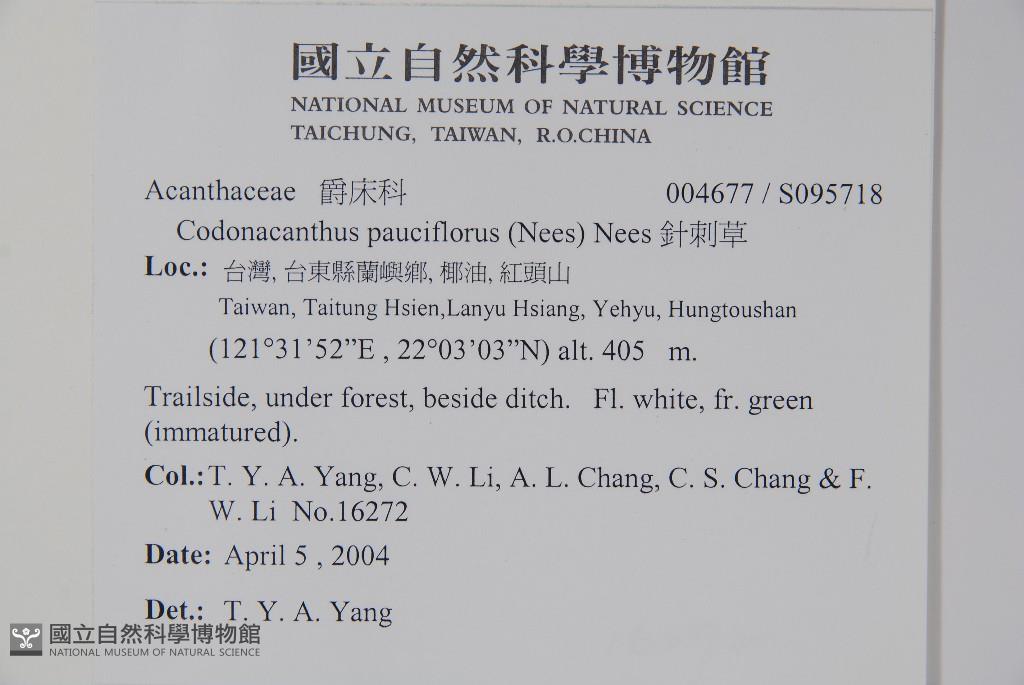 國立自然科學博物館
NATIONAL MUSEUM OF NATURAL SCIENCE
TAICHUNG, TAIWAN, R.O.CHINA
Acanthaceae 爵床科 004677 / S095718
Codonacanthus pauciflorus (Nees) Nees 針刺草
Loc.: 台灣, 台東縣蘭嶼鄉, 椰油, 紅頭山
Taiwan, Taitung Hsien,Lanyu Hsiang, Yehyu, Hungtoushan
(121°31’52”E , 22°03’03”N) alt. 405 m.
Trailside, under forest, beside ditch. Fl. white, fr. green
(immatured).
Col.: T. Y. A. Yang, C. W. Li, A. L. Chang, C. S. Chang & F.
W. Li No.16272
Date: April 5 , 2004
Det.: T. Y. A. Yang
國立自然科學博物館
NATIONAL MUSEUM OF NATURAL SCIENCE